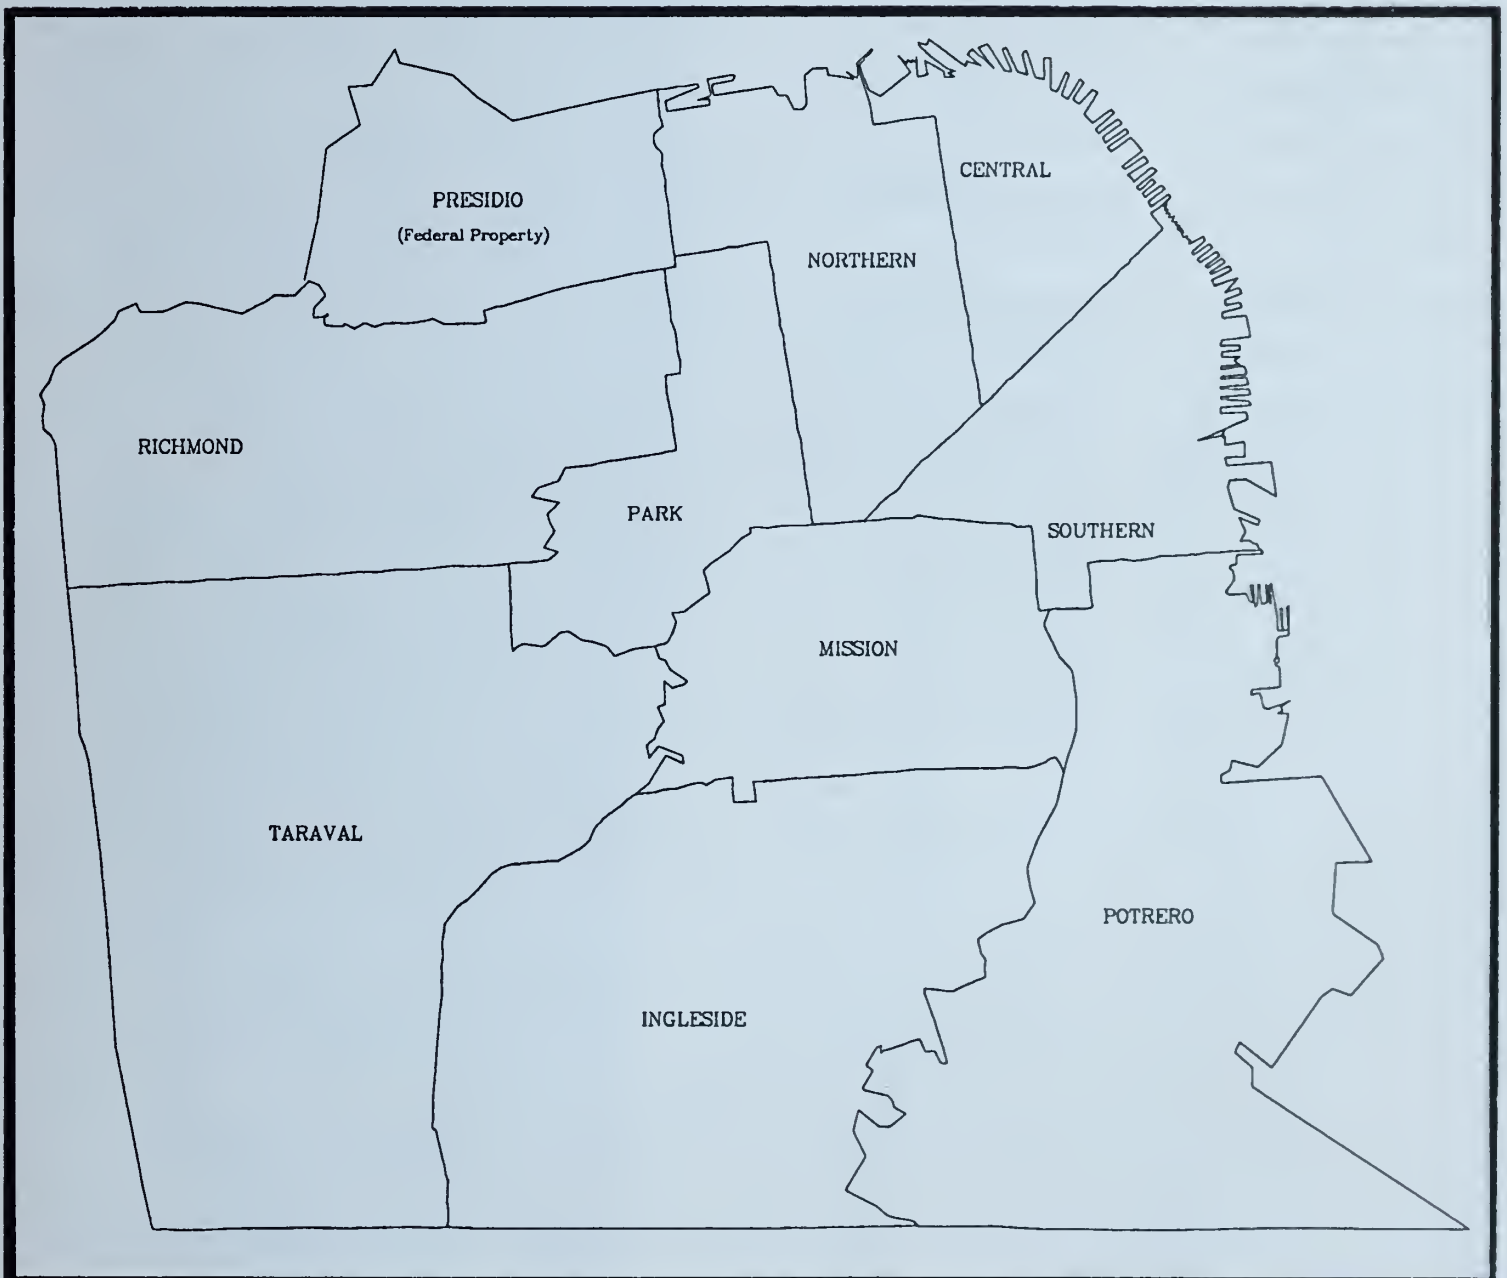 CENTRAL
PRESIDIO
(Federal Property)
NORTHERN
RICHMOND
PARK
SOUTHERN
MISSION
TARAVAL
POTRERO
INGLESIDE